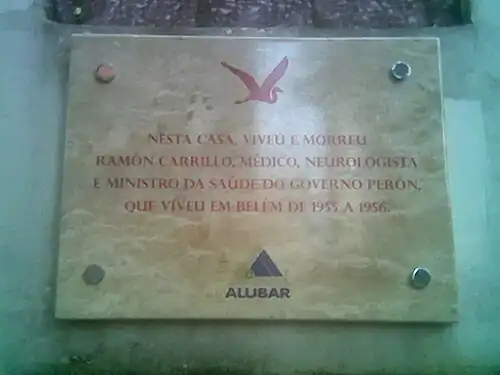 NESTA CASA, VIVEU E MORREU
RAMÓN CARRILLO, MÉDICO, NEUROLOGISTA
E MINISTRO DA SAÚDE DO GOVERNO PERÓN,
QUE VIVEU EM BELÉM DE 1955 A 1956.
ALUBAR